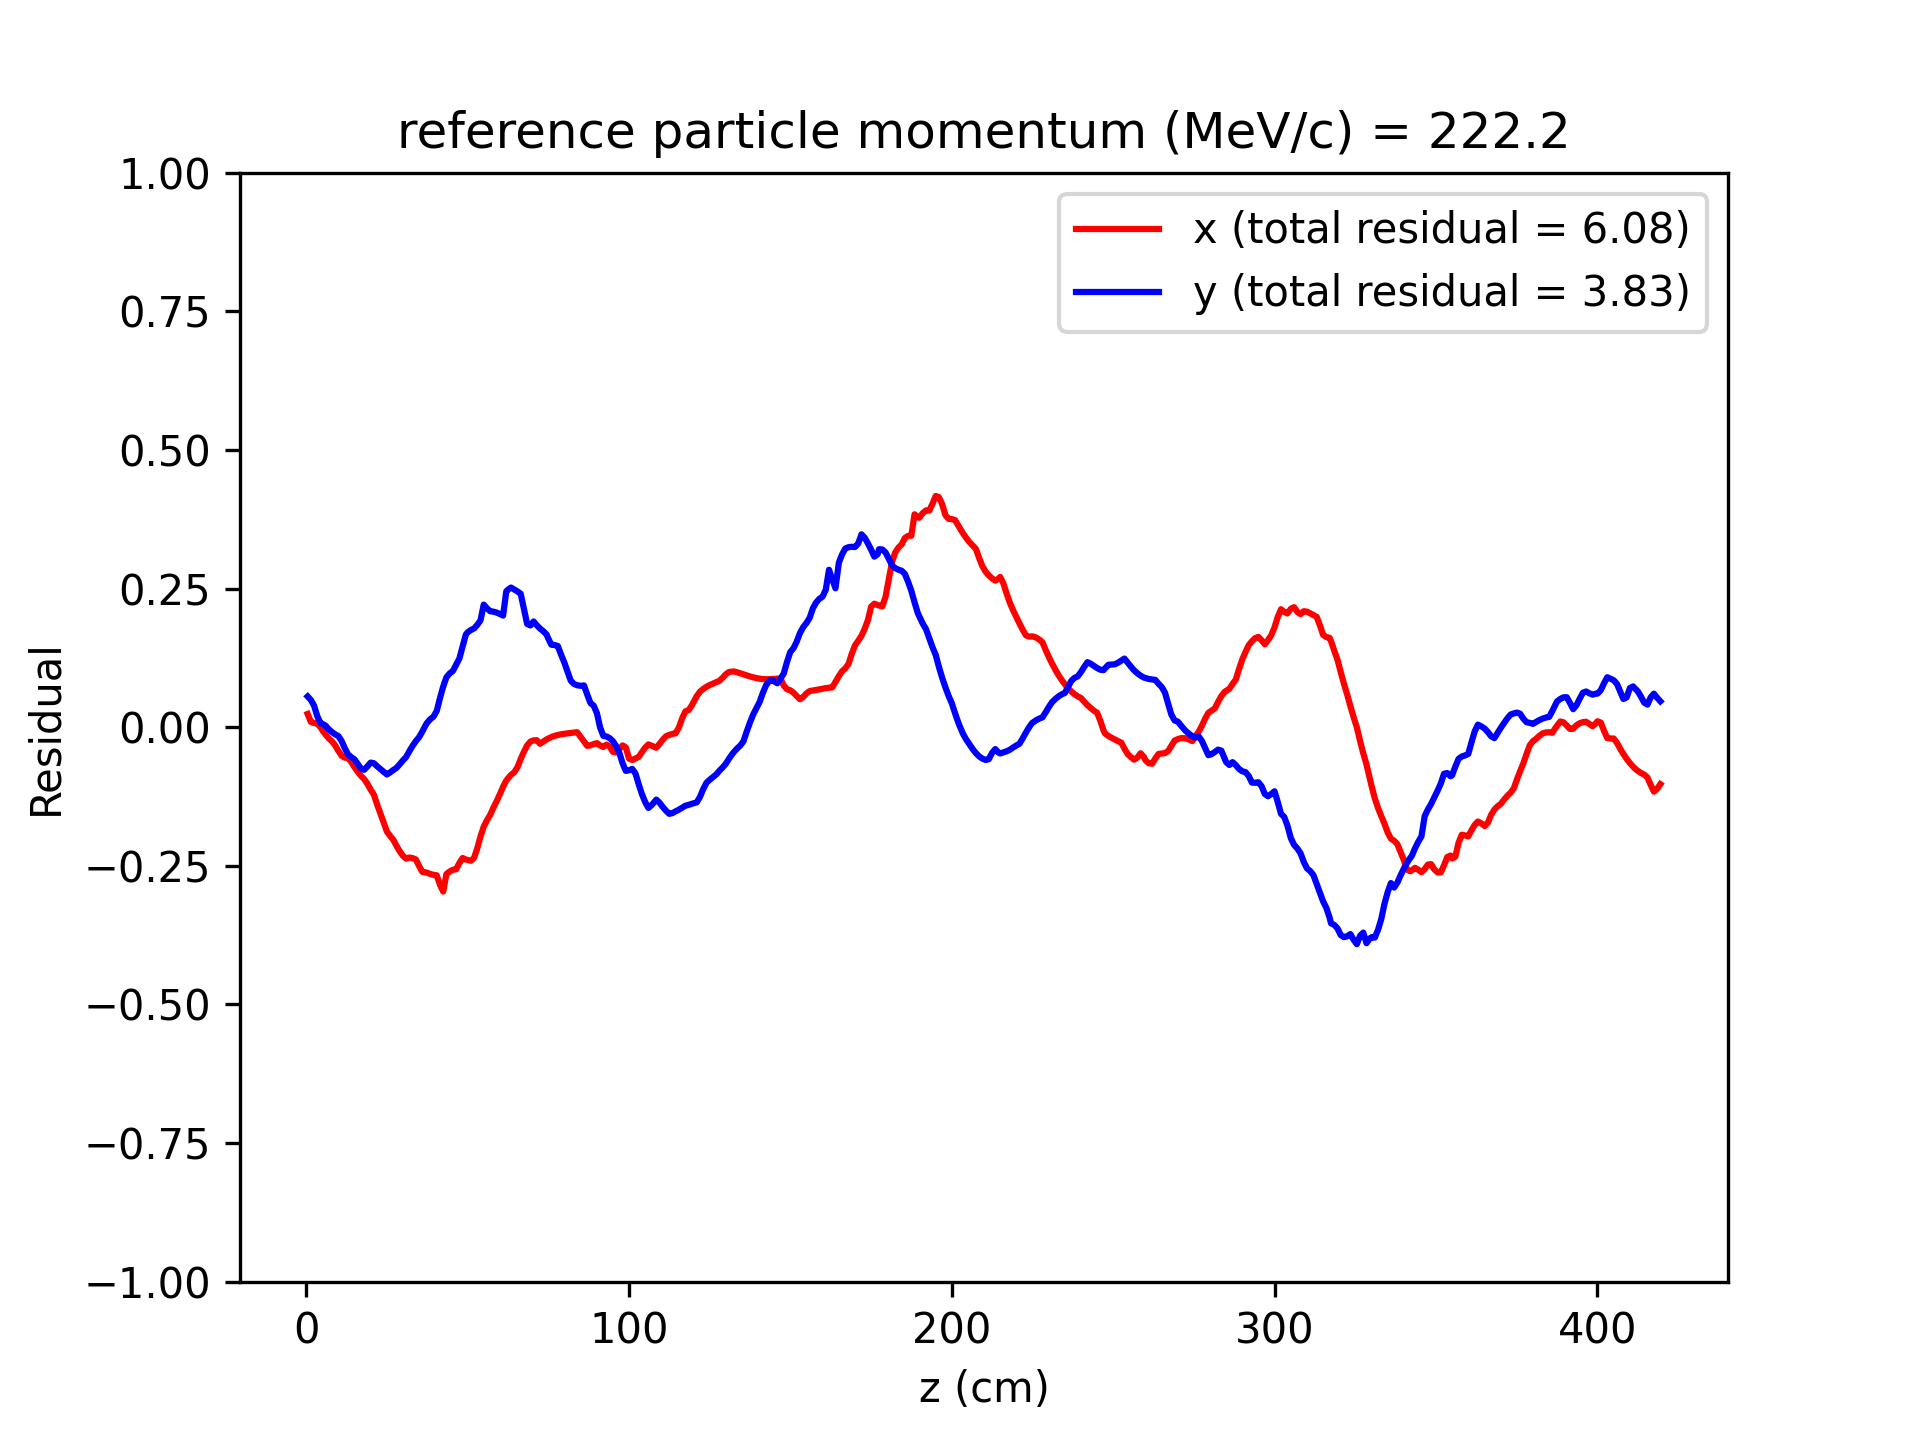 reference particle momentum (MeV/c) = 222.2
x (total residual = 6.08)
y (total residual = 3.83)
Residual
1.00
0.75
0.50
0.25
0.00
−0.25
−0.50
−0.75
−1.00
0 100 200 300 400
z (cm)